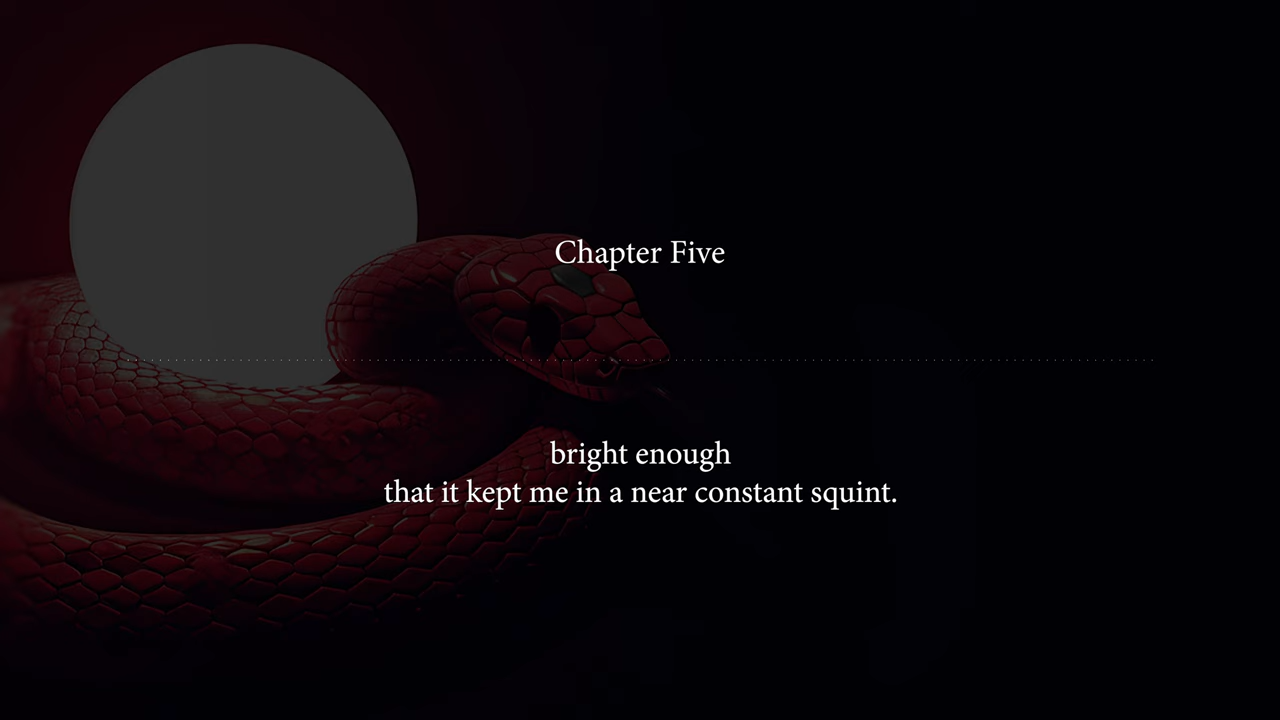 Chapter Five
bright enough
that it kept me in a near constant squint.